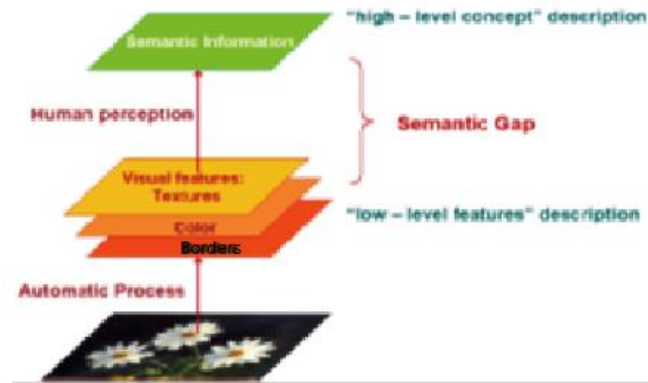 Semantic Information
"high – level concept" description
Human perception
Semantic Gap
Visual features:
Textures
Color
Borders
"low – level features" description
Automatic Process